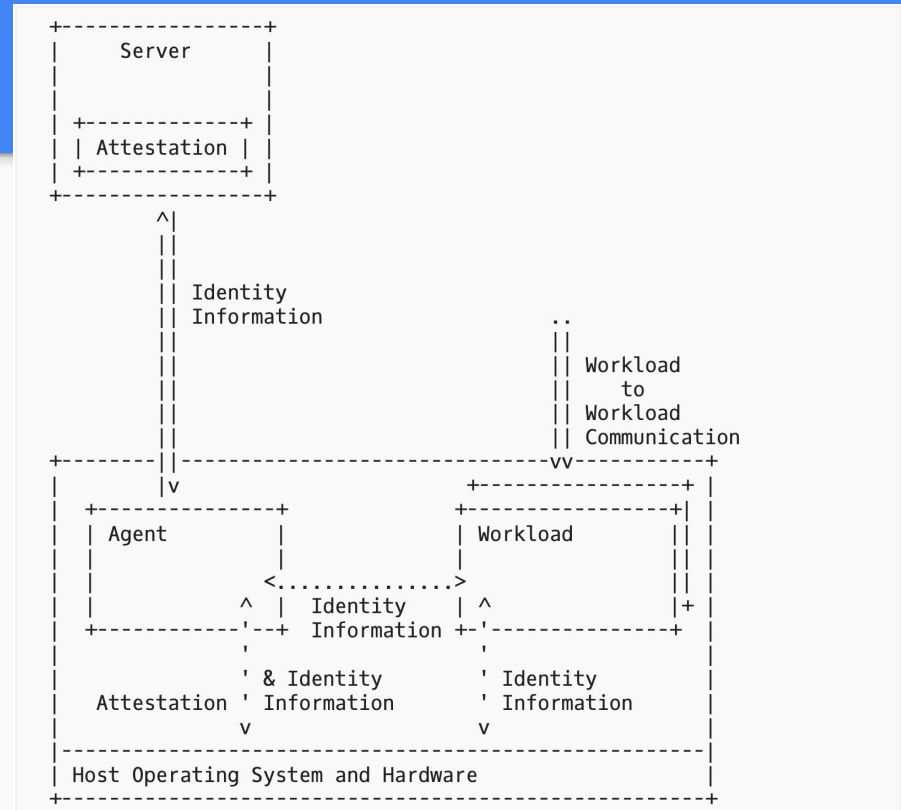 Server
Attestation
Identity
Information
Workload
to
Workload
Communication
Agent
Workload
Identity
Information
& Identity
Attestation Information
Identity
Information
Host Operating System and Hardware